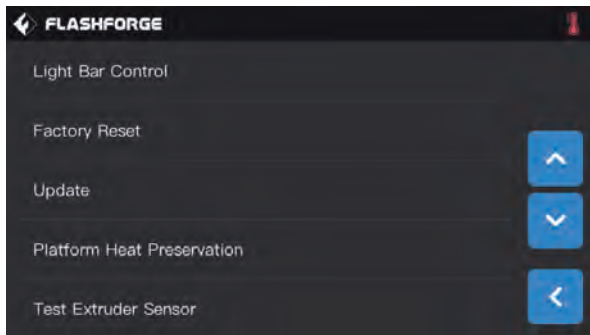 FLASHFORGE
Light Bar Control
Factory Reset
Update
Platform Heat Preservation
Test Extruder Sensor